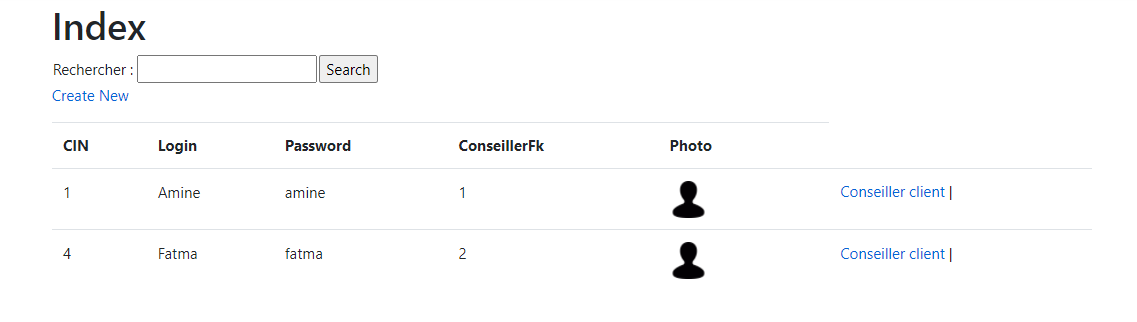 Index
Rechercher : Search
Create New
CIN Login Password ConseillerFk Photo
1 Amine amine 1 Conseiller client |
4 Fatma fatma 2 Conseiller client |